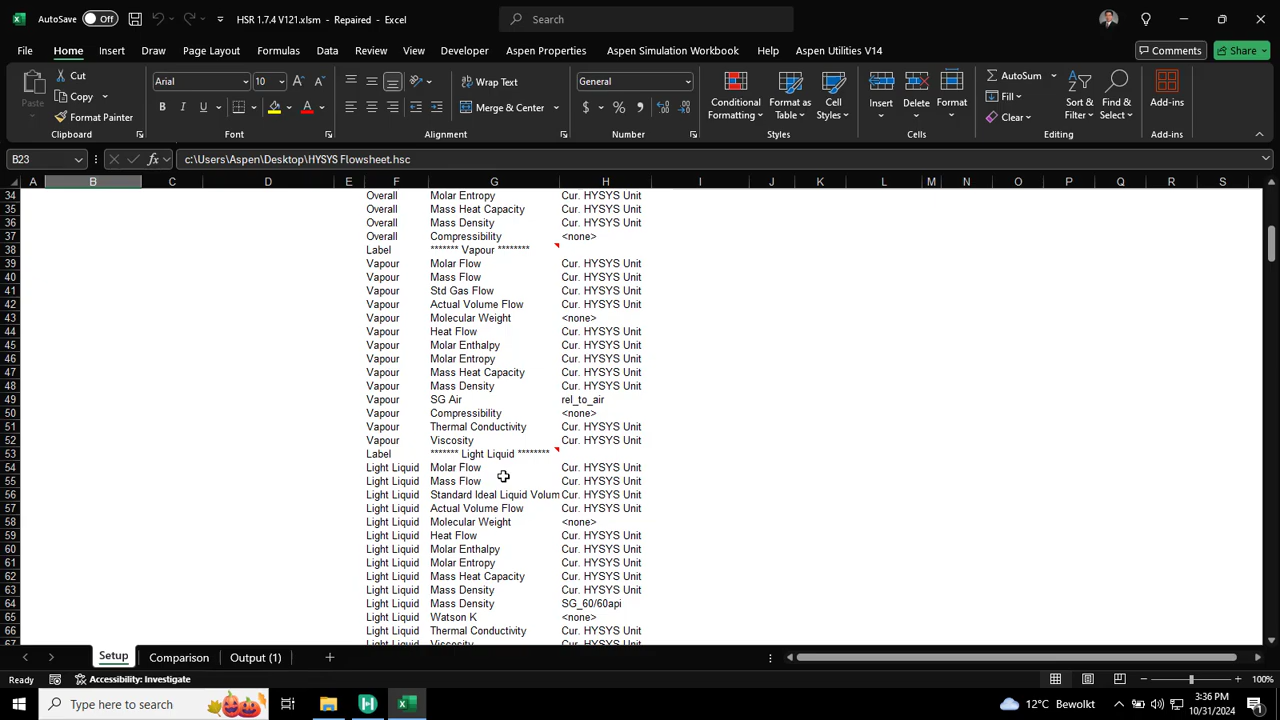 AutoSave Off HSR 1.7.4 V121.xlsm - Repaired - Excel Search
File Home Insert Draw Page Layout Formulas Data Review View Developer Aspen Properties Aspen Simulation Workbook Help Aspen Utilities V14 Comments Share
Paste Cut Copy Format Painter Clipboard
Arial 10 B I U A A A Font
Wrap Text Merge & Center Alignment
General $ % Number
Conditional Formatting Format as Table Cell Styles Styles
Insert Delete Format Cells
AutoSum Fill Clear Sort & Filter Find & Select Editing
Add-ins Add-ins
B23 fx c:\Users\Aspen\Desktop\HYSYS Flowsheet.hsc
A B C D E F G H I J K L M N O P Q R S
34 Overall Molar Entropy Cur. HYSYS Unit
35 Overall Mass Heat Capacity Cur. HYSYS Unit
36 Overall Mass Density Cur. HYSYS Unit
37 Overall Compressibility <none>
38 Label ******* Vapour ********
39 Vapour Molar Flow Cur. HYSYS Unit
40 Vapour Mass Flow Cur. HYSYS Unit
41 Vapour Std Gas Flow Cur. HYSYS Unit
42 Vapour Actual Volume Flow Cur. HYSYS Unit
43 Vapour Molecular Weight <none>
44 Vapour Heat Flow Cur. HYSYS Unit
45 Vapour Molar Enthalpy Cur. HYSYS Unit
46 Vapour Molar Entropy Cur. HYSYS Unit
47 Vapour Mass Heat Capacity Cur. HYSYS Unit
48 Vapour Mass Density Cur. HYSYS Unit
49 Vapour SG Air rel_to_air
50 Vapour Compressibility <none>
51 Vapour Thermal Conductivity Cur. HYSYS Unit
52 Vapour Viscosity Cur. HYSYS Unit
53 Label ******* Light Liquid ********
54 Light Liquid Molar Flow Cur. HYSYS Unit
55 Light Liquid Mass Flow Cur. HYSYS Unit
56 Light Liquid Standard Ideal Liquid Volum Cur. HYSYS Unit
57 Light Liquid Actual Volume Flow Cur. HYSYS Unit
58 Light Liquid Molecular Weight <none>
59 Light Liquid Heat Flow Cur. HYSYS Unit
60 Light Liquid Molar Enthalpy Cur. HYSYS Unit
61 Light Liquid Molar Entropy Cur. HYSYS Unit
62 Light Liquid Mass Heat Capacity Cur. HYSYS Unit
63 Light Liquid Mass Density Cur. HYSYS Unit
64 Light Liquid Mass Density SG_60/60api
65 Light Liquid Watson K <none>
66 Light Liquid Thermal Conductivity Cur. HYSYS Unit
67 Light Liquid Viscosity Cur. HYSYS Unit
Setup Comparison Output (1)
Ready Accessibility: Investigate 100%
Type here to search 12°C Bewolkt 3:36 PM
10/31/2024